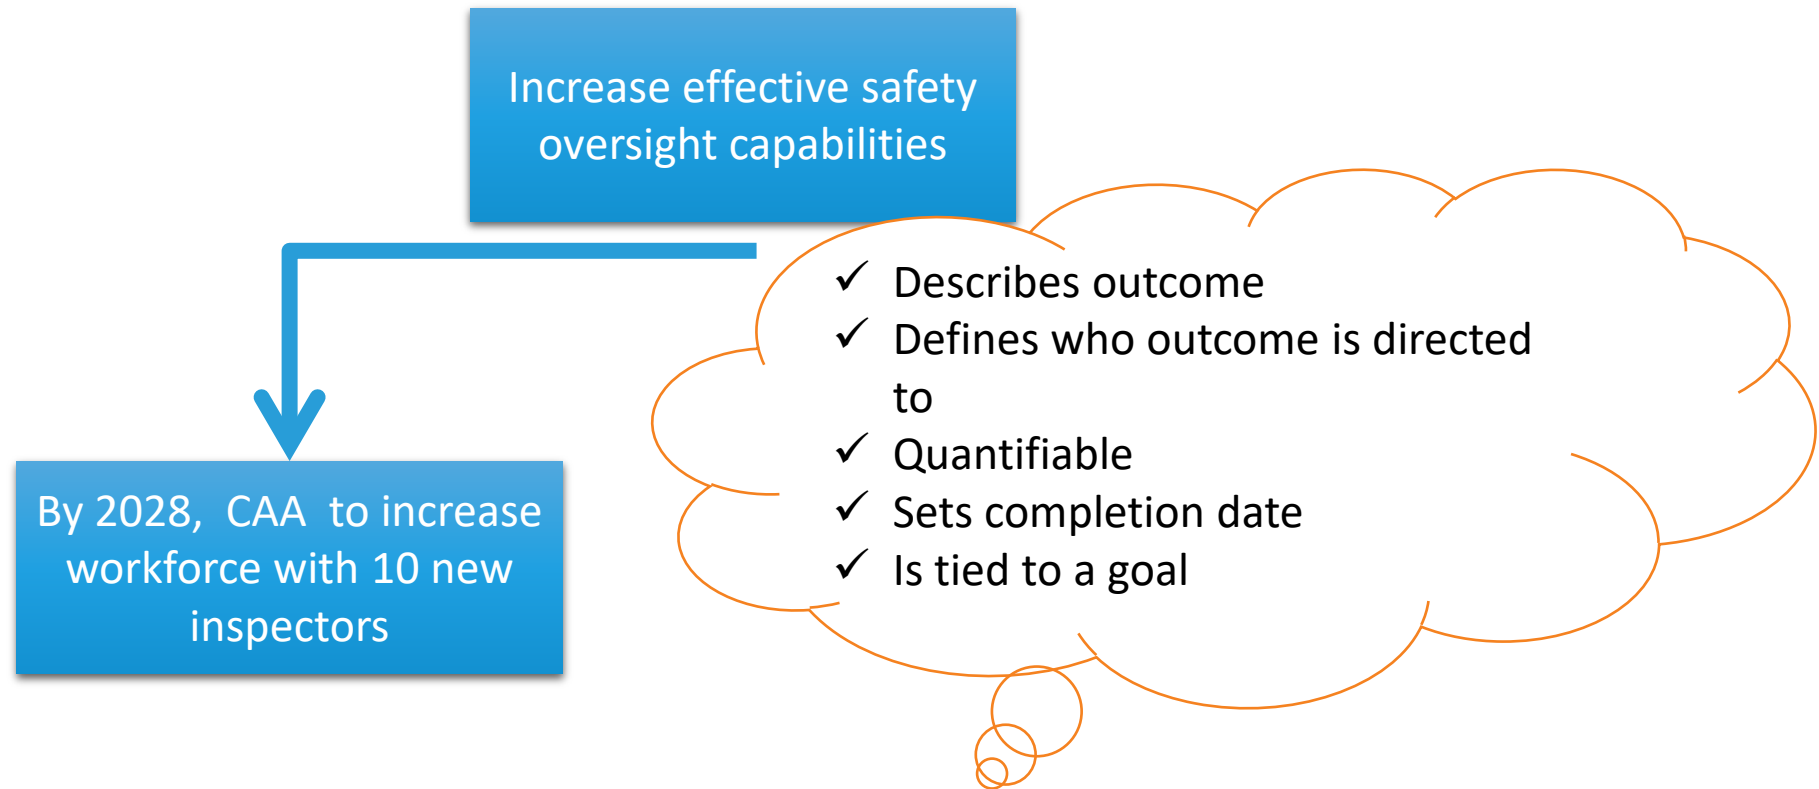 Increase effective safety
oversight capabilities
✓ Describes outcome
✓ Defines who outcome is directed
to
✓ Quantifiable
✓ Sets completion date
✓ Is tied to a goal
By 2028, CAA to increase
workforce with 10 new
inspectors